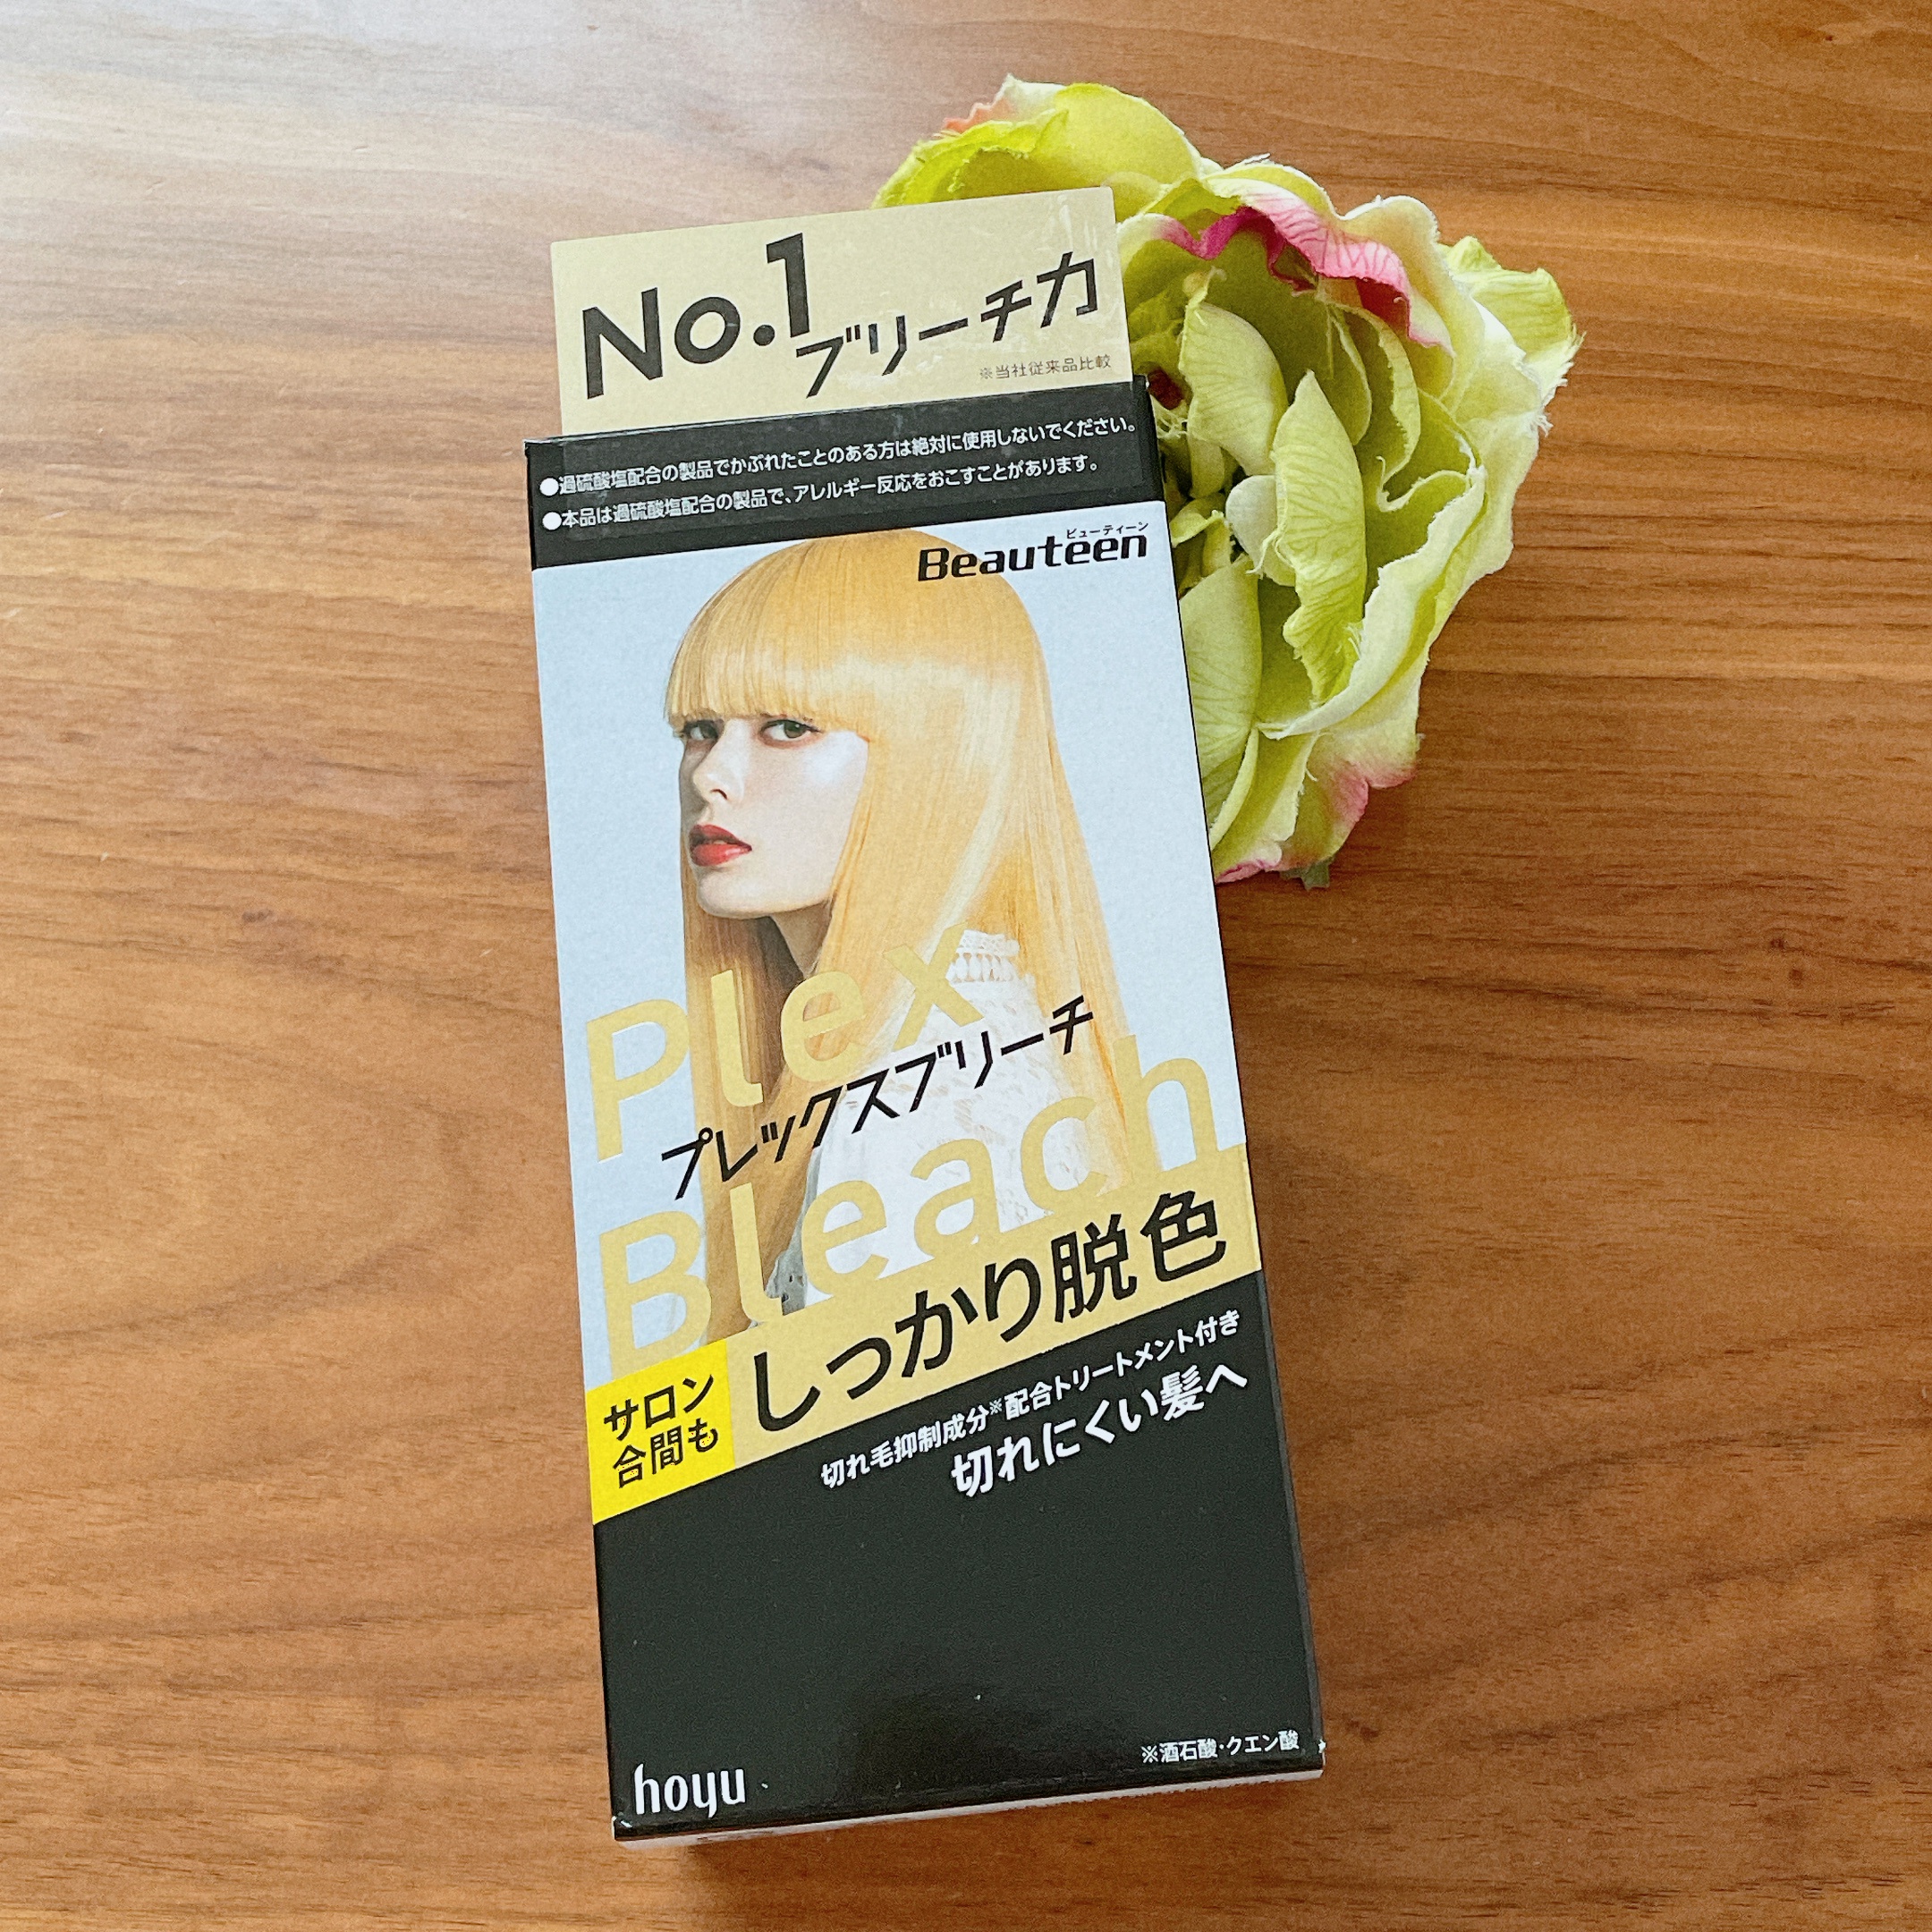 No.1
ブリーチ力
※当社従来品比較
●過硫酸塩配合の製品でかぶれたことのある方は絶対に使用しないでください。
●本品は過硫酸塩配合の製品で、アレルギー反応をおこすことがあります。
ビューティーン
Beauteen
Plex
プレックスブリーチ
Bleach
サロン
合間も
しっかり脱色
切れ毛抑制成分※配合トリートメント付き
切れにくい髪へ
※酒石酸・クエン酸
hoyu